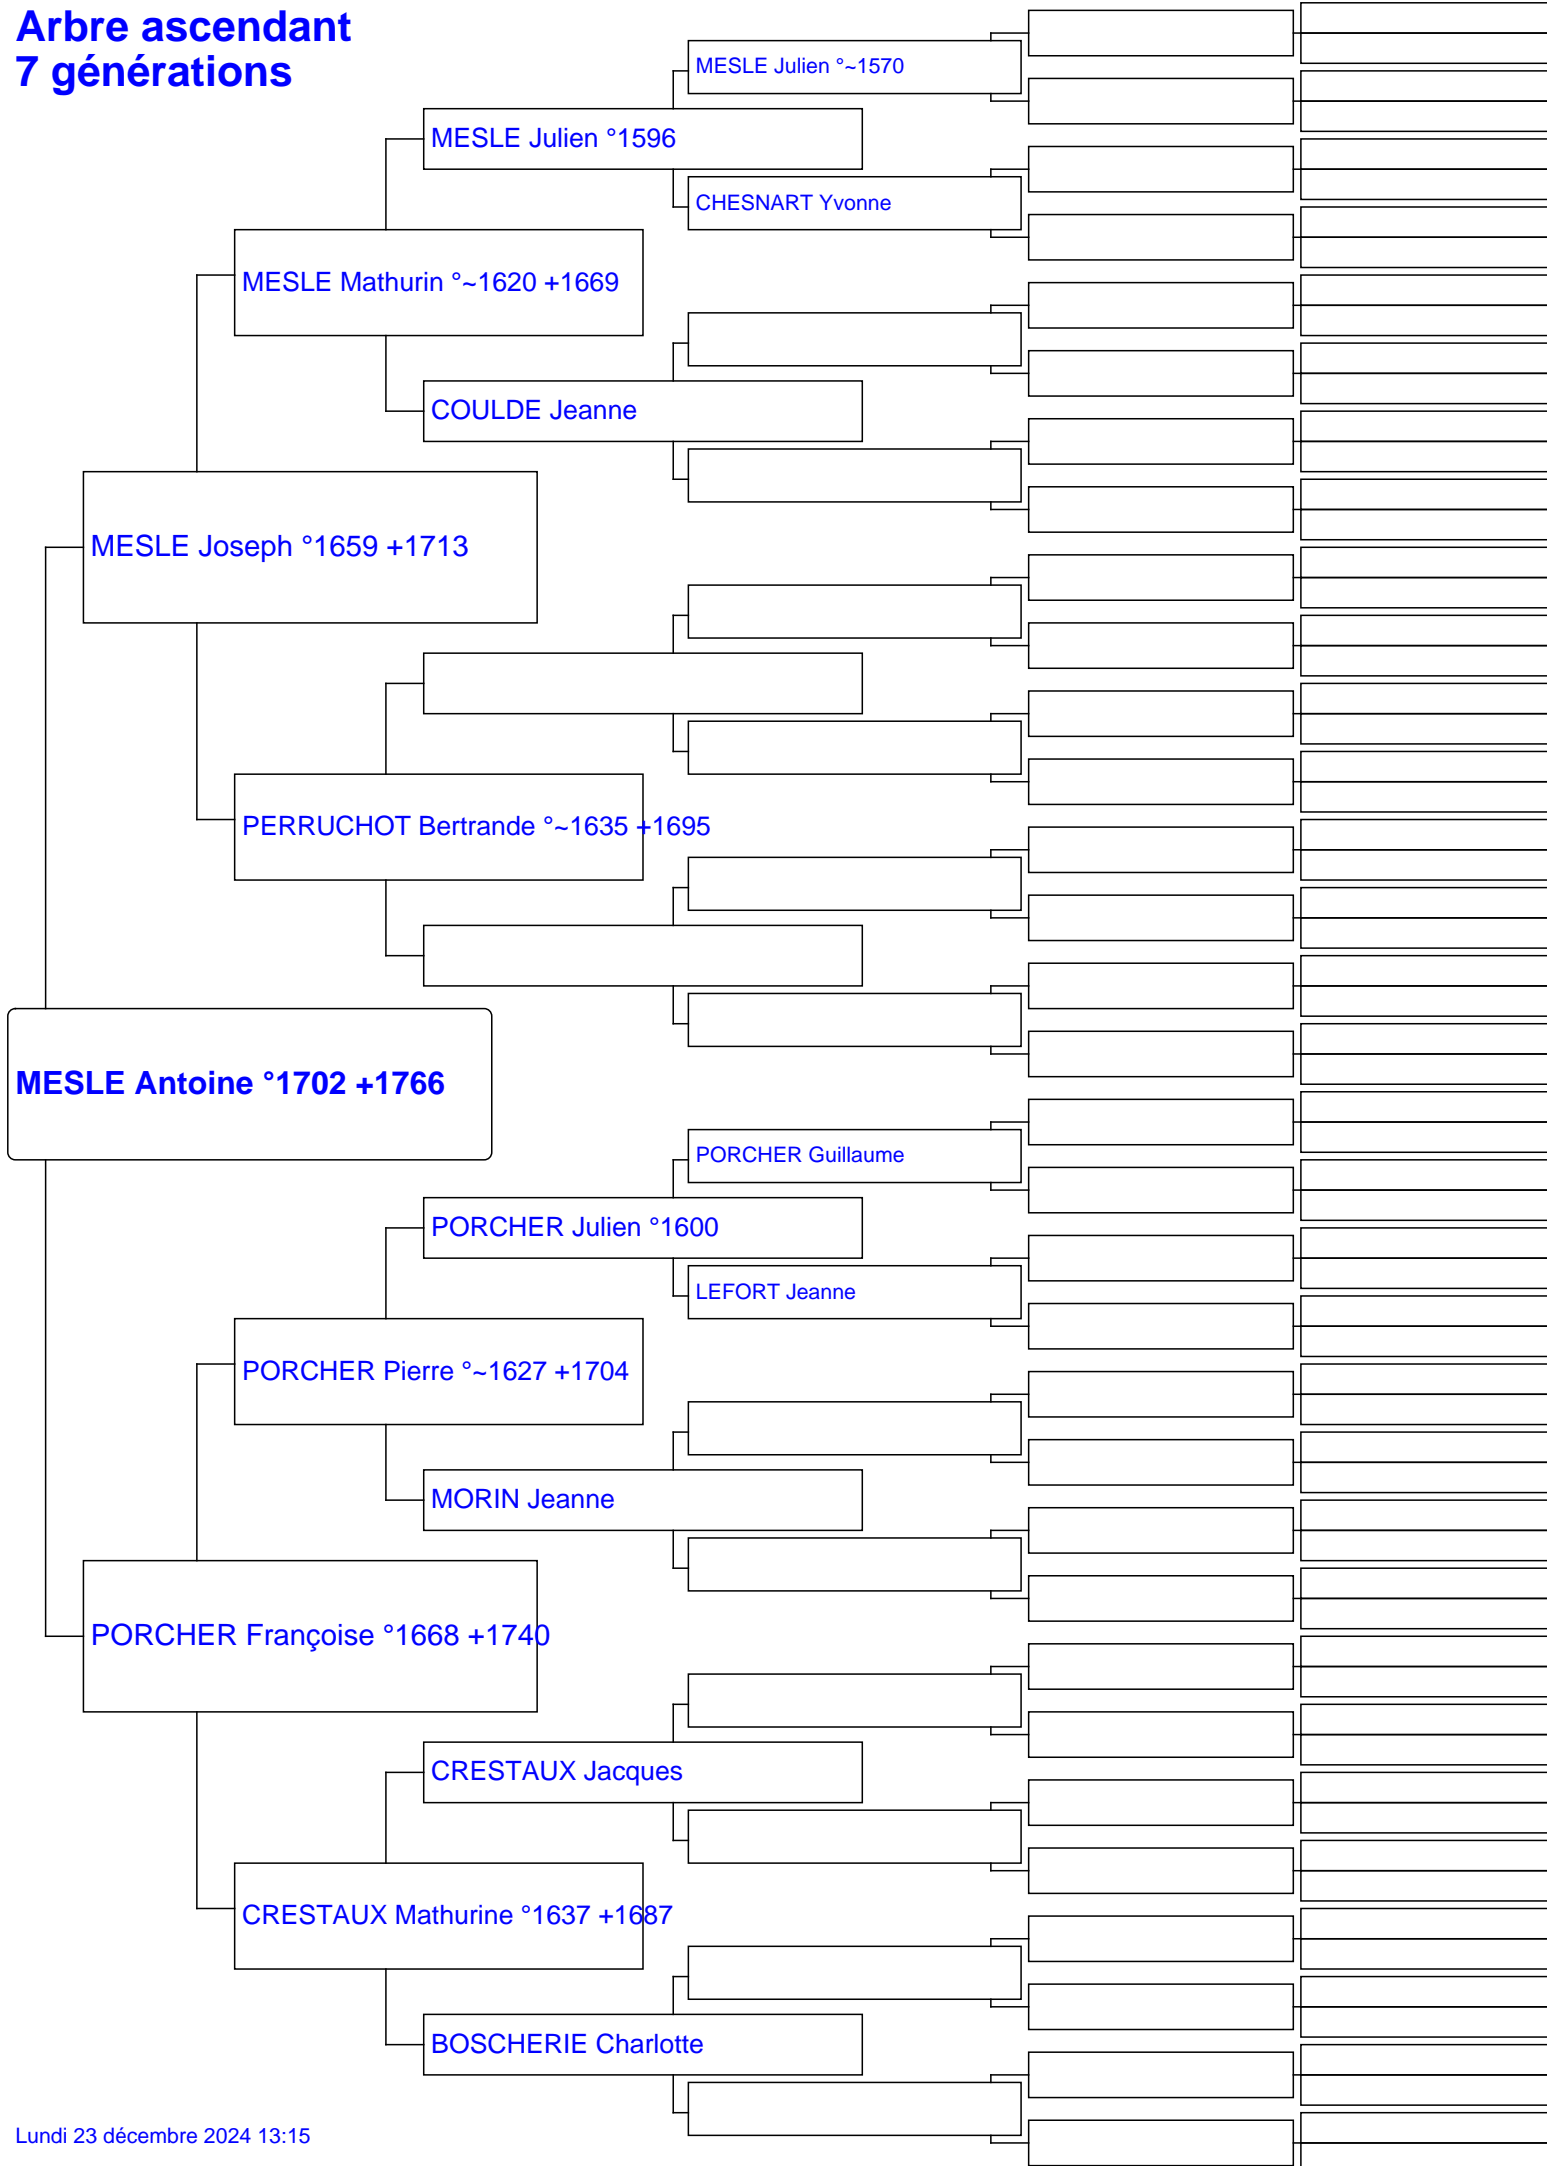 Arbre ascendant
7 générations
MESLE Julien °~1570
MESLE Julien °1596
CHESNART Yvonne
MESLE Mathurin °~1620 +1669
COULDE Jeanne
MESLE Joseph °1659 +1713
PERRUCHOT Bertrande °~1635 +1695
MESLE Antoine °1702 +1766
PORCHER Guillaume
PORCHER Julien °1600
LEFORT Jeanne
PORCHER Pierre °~1627 +1704
MORIN Jeanne
PORCHER Françoise °1668 +1740
CRESTAUX Jacques
CRESTAUX Mathurine °1637 +1687
BOSCHERIE Charlotte
Lundi 23 décembre 2024 13:15